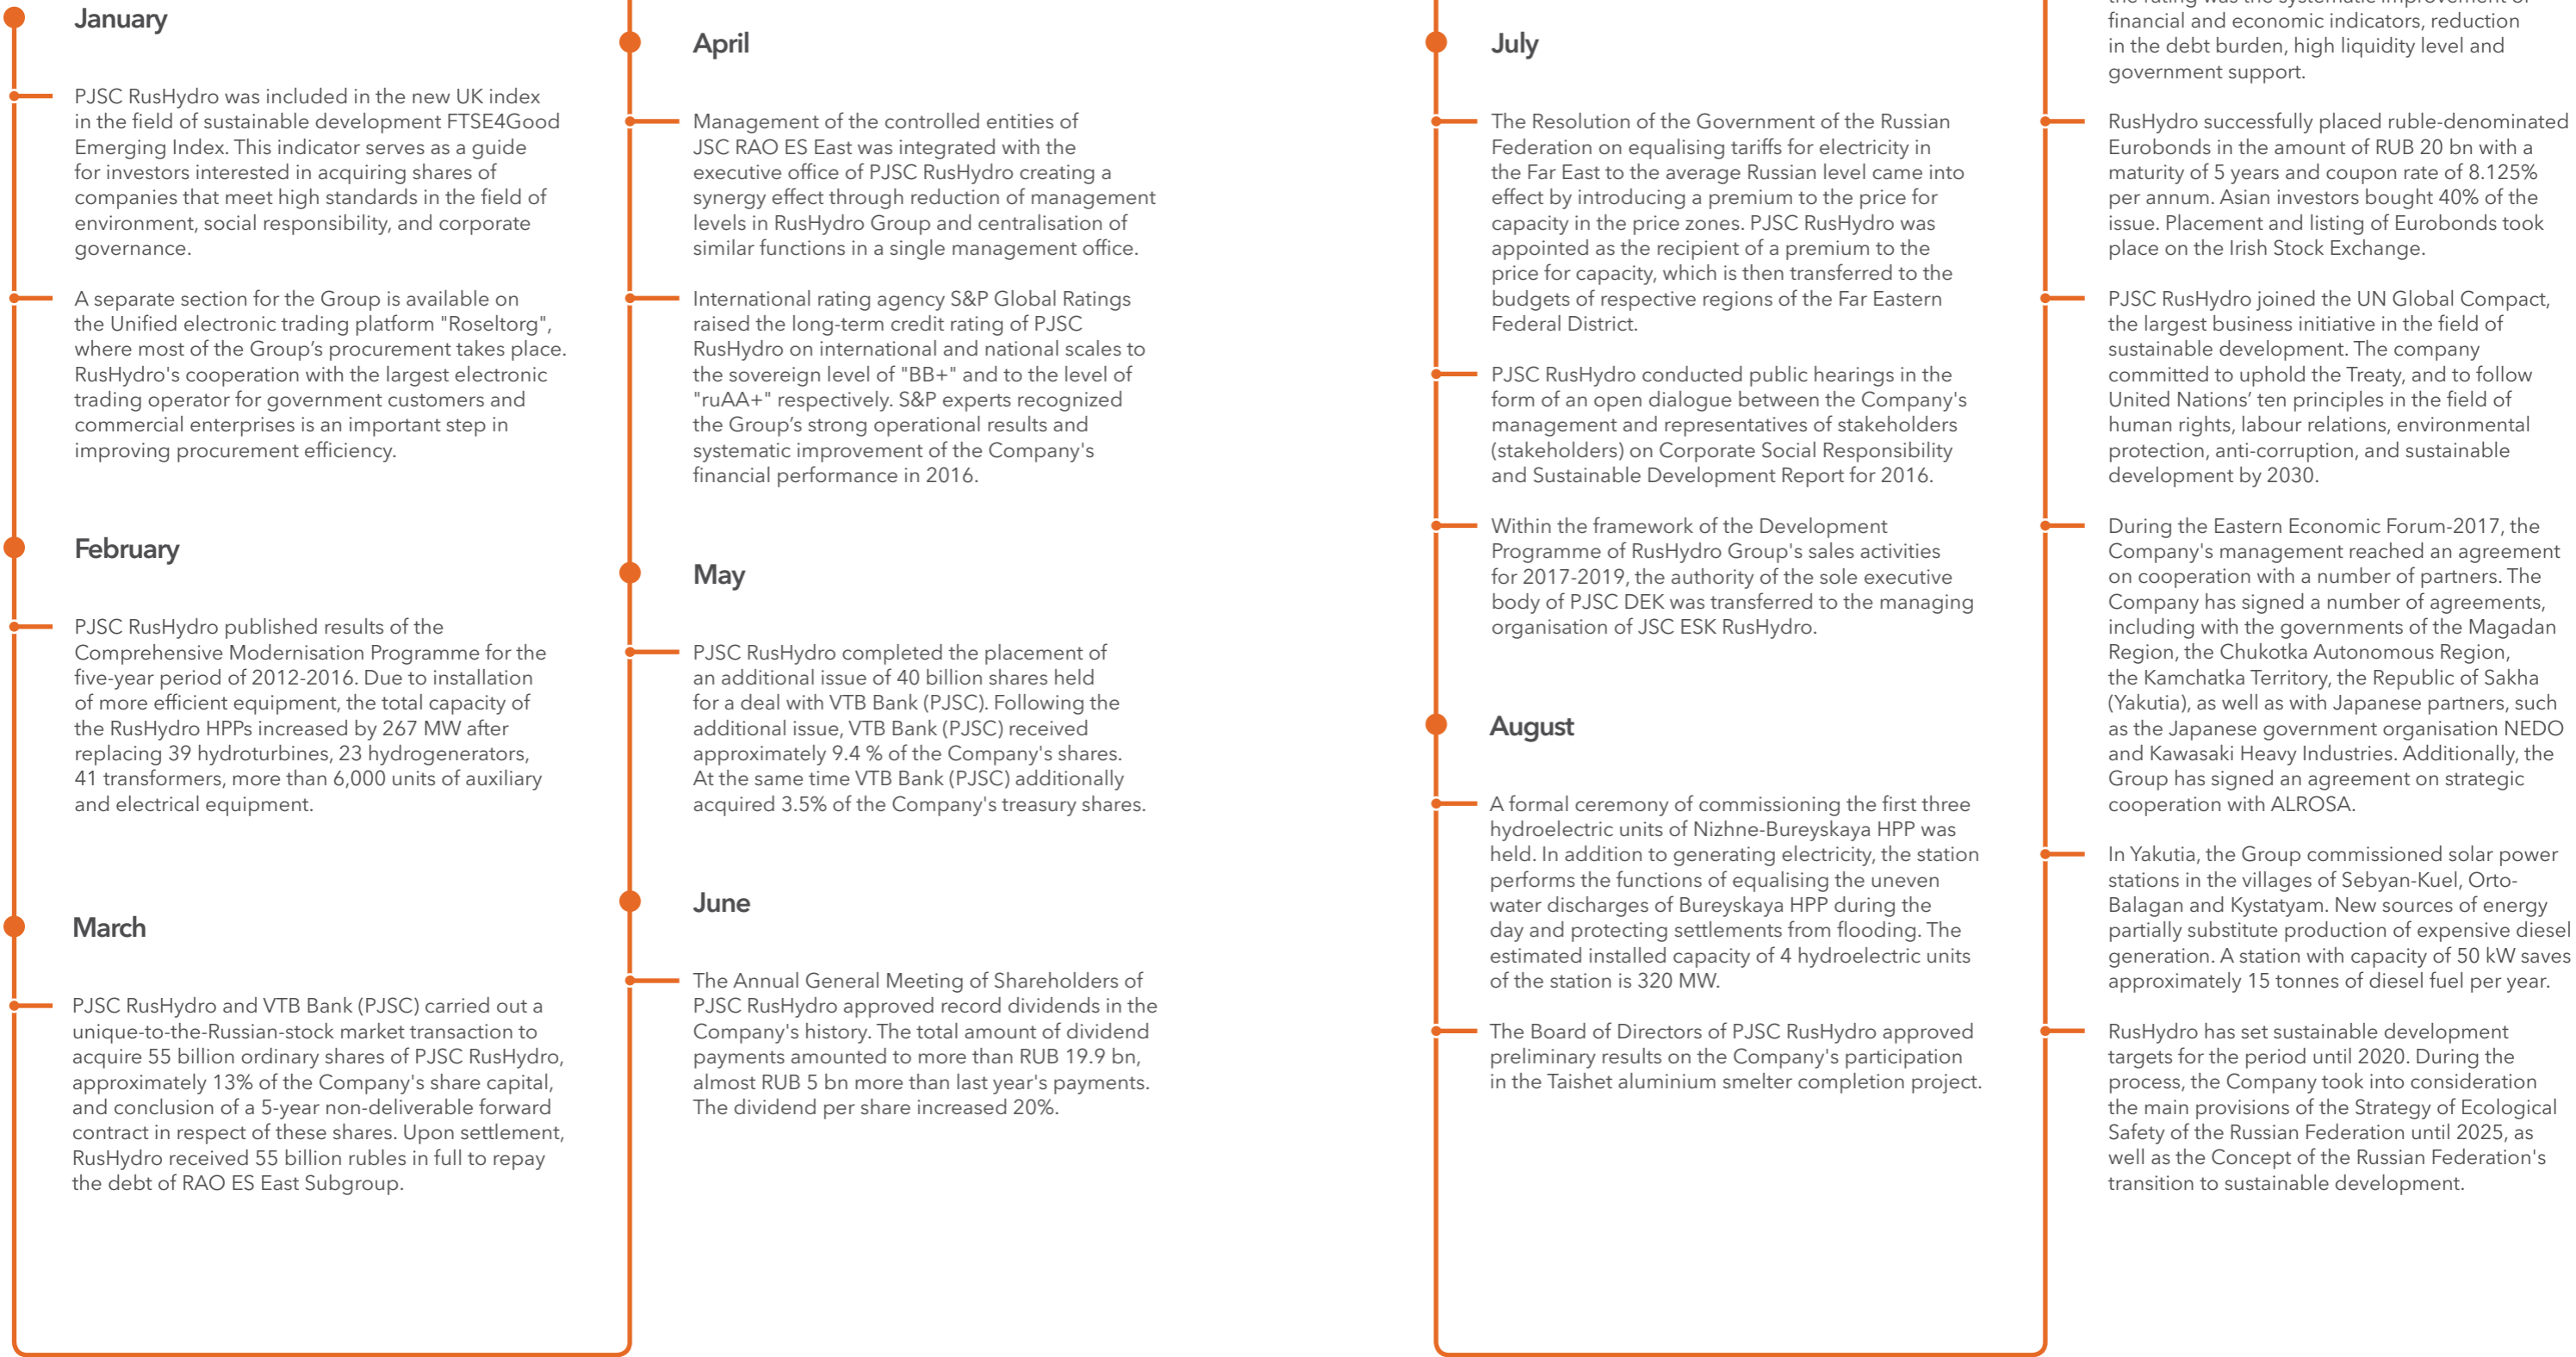 January
PJSC RusHydro was included in the new UK index
in the field of sustainable development FTSE4Good
Emerging Index. This indicator serves as a guide
for investors interested in acquiring shares of
companies that meet high standards in the field of
environment, social responsibility, and corporate
governance.
A separate section for the Group is available on
the Unified electronic trading platform "Roseltorg",
where most of the Group’s procurement takes place.
RusHydro's cooperation with the largest electronic
trading operator for government customers and
commercial enterprises is an important step in
improving procurement efficiency.
February
PJSC RusHydro published results of the
Comprehensive Modernisation Programme for the
five-year period of 2012-2016. Due to installation
of more efficient equipment, the total capacity of
the RusHydro HPPs increased by 267 MW after
replacing 39 hydroturbines, 23 hydrogenerators,
41 transformers, more than 6,000 units of auxiliary
and electrical equipment.
March
PJSC RusHydro and VTB Bank (PJSC) carried out a
unique-to-the-Russian-stock market transaction to
acquire 55 billion ordinary shares of PJSC RusHydro,
approximately 13% of the Company's share capital,
and conclusion of a 5-year non-deliverable forward
contract in respect of these shares. Upon settlement,
RusHydro received 55 billion rubles in full to repay
the debt of RAO ES East Subgroup.
April
Management of the controlled entities of
JSC RAO ES East was integrated with the
executive office of PJSC RusHydro creating a
synergy effect through reduction of management
levels in RusHydro Group and centralisation of
similar functions in a single management office.
International rating agency S&P Global Ratings
raised the long-term credit rating of PJSC
RusHydro on international and national scales to
the sovereign level of "BB+" and to the level of
"ruAA+" respectively. S&P experts recognized
the Group’s strong operational results and
systematic improvement of the Company's
financial performance in 2016.
May
PJSC RusHydro completed the placement of
an additional issue of 40 billion shares held
for a deal with VTB Bank (PJSC). Following the
additional issue, VTB Bank (PJSC) received
approximately 9.4 % of the Company's shares.
At the same time VTB Bank (PJSC) additionally
acquired 3.5% of the Company's treasury shares.
June
The Annual General Meeting of Shareholders of
PJSC RusHydro approved record dividends in the
Company's history. The total amount of dividend
payments amounted to more than RUB 19.9 bn,
almost RUB 5 bn more than last year's payments.
The dividend per share increased 20%.
July
The Resolution of the Government of the Russian
Federation on equalising tariffs for electricity in
the Far East to the average Russian level came into
effect by introducing a premium to the price for
capacity in the price zones. PJSC RusHydro was
appointed as the recipient of a premium to the
price for capacity, which is then transferred to the
budgets of respective regions of the Far Eastern
Federal District.
PJSC RusHydro conducted public hearings in the
form of an open dialogue between the Company's
management and representatives of stakeholders
(stakeholders) on Corporate Social Responsibility
and Sustainable Development Report for 2016.
Within the framework of the Development
Programme of RusHydro Group's sales activities
for 2017-2019, the authority of the sole executive
body of PJSC DEK was transferred to the managing
organisation of JSC ESK RusHydro.
August
A formal ceremony of commissioning the first three
hydroelectric units of Nizhne-Bureyskaya HPP was
held. In addition to generating electricity, the station
performs the functions of equalising the uneven
water discharges of Bureyskaya HPP during the
day and protecting settlements from flooding. The
estimated installed capacity of 4 hydroelectric units
of the station is 320 MW.
The Board of Directors of PJSC RusHydro approved
preliminary results on the Company's participation
in the Taishet aluminium smelter completion project.
the rating was the systematic improvement of
financial and economic indicators, reduction
in the debt burden, high liquidity level and
government support.
RusHydro successfully placed ruble-denominated
Eurobonds in the amount of RUB 20 bn with a
maturity of 5 years and coupon rate of 8.125%
per annum. Asian investors bought 40% of the
issue. Placement and listing of Eurobonds took
place on the Irish Stock Exchange.
PJSC RusHydro joined the UN Global Compact,
the largest business initiative in the field of
sustainable development. The company
committed to uphold the Treaty, and to follow
United Nations’ ten principles in the field of
human rights, labour relations, environmental
protection, anti-corruption, and sustainable
development by 2030.
During the Eastern Economic Forum-2017, the
Company's management reached an agreement
on cooperation with a number of partners. The
Company has signed a number of agreements,
including with the governments of the Magadan
Region, the Chukotka Autonomous Region,
the Kamchatka Territory, the Republic of Sakha
(Yakutia), as well as with Japanese partners, such
as the Japanese government organisation NEDO
and Kawasaki Heavy Industries. Additionally, the
Group has signed an agreement on strategic
cooperation with ALROSA.
In Yakutia, the Group commissioned solar power
stations in the villages of Sebyan-Kuel, Orto-
Balagan and Kystatyam. New sources of energy
partially substitute production of expensive diesel
generation. A station with capacity of 50 kW saves
approximately 15 tonnes of diesel fuel per year.
RusHydro has set sustainable development
targets for the period until 2020. During the
process, the Company took into consideration
the main provisions of the Strategy of Ecological
Safety of the Russian Federation until 2025, as
well as the Concept of the Russian Federation's
transition to sustainable development.